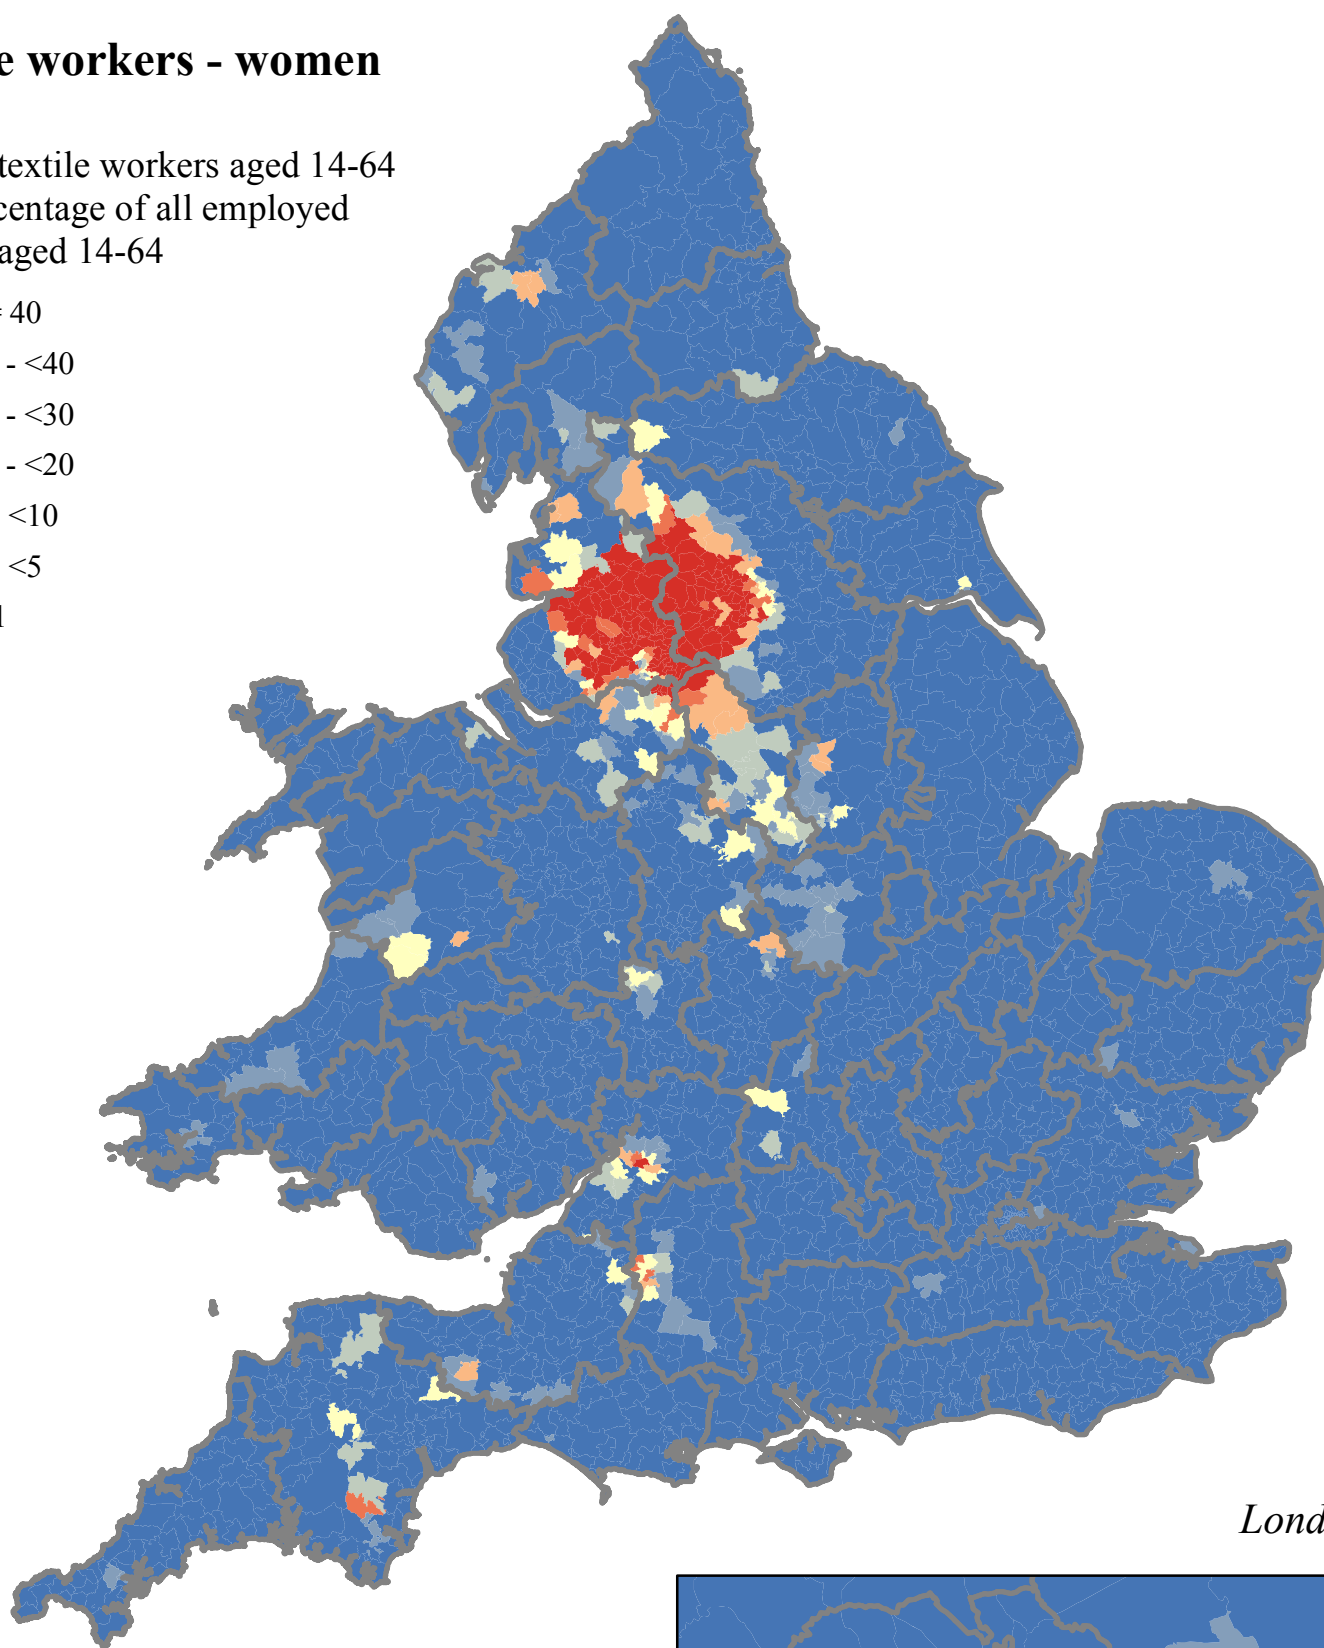 e workers - women
textile workers aged 14-64
centage of all employed
aged 14-64
40
- <40
- <30
- <20
<10
<5
Lond